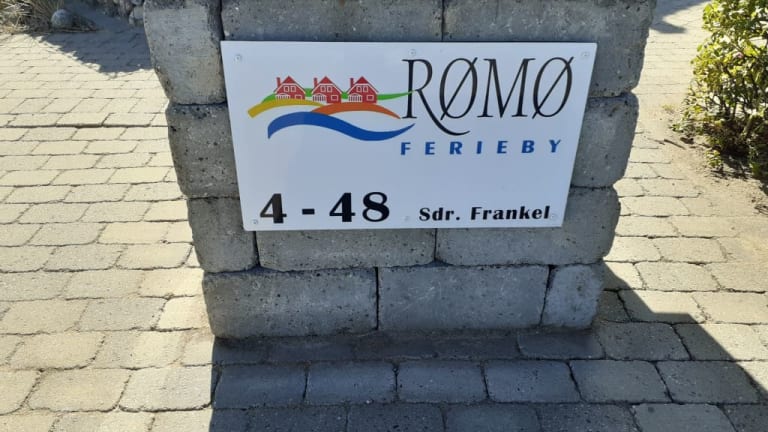 RØMØ
FERIEBY
4 - 48 Sdr. Frankel